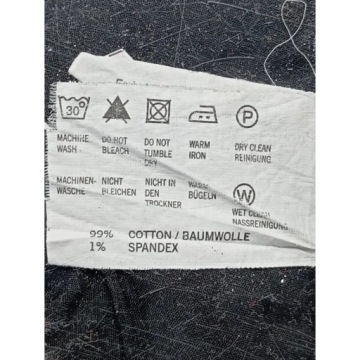 30°
P
MACHINE DO NOT DO NOT WARM DRY CLEAN
WASH BLEACH TUMBLE IRON REINIGUNG
DRY
MASCHINEN- NICHT NICHT IN WARM W
WÄSCHE BLEICHEN DEN BÜGELN
TROCKNER WET CLEAN
NASSREINIGUNG
99% COTTON / BAUMWOLLE
1% SPANDEX